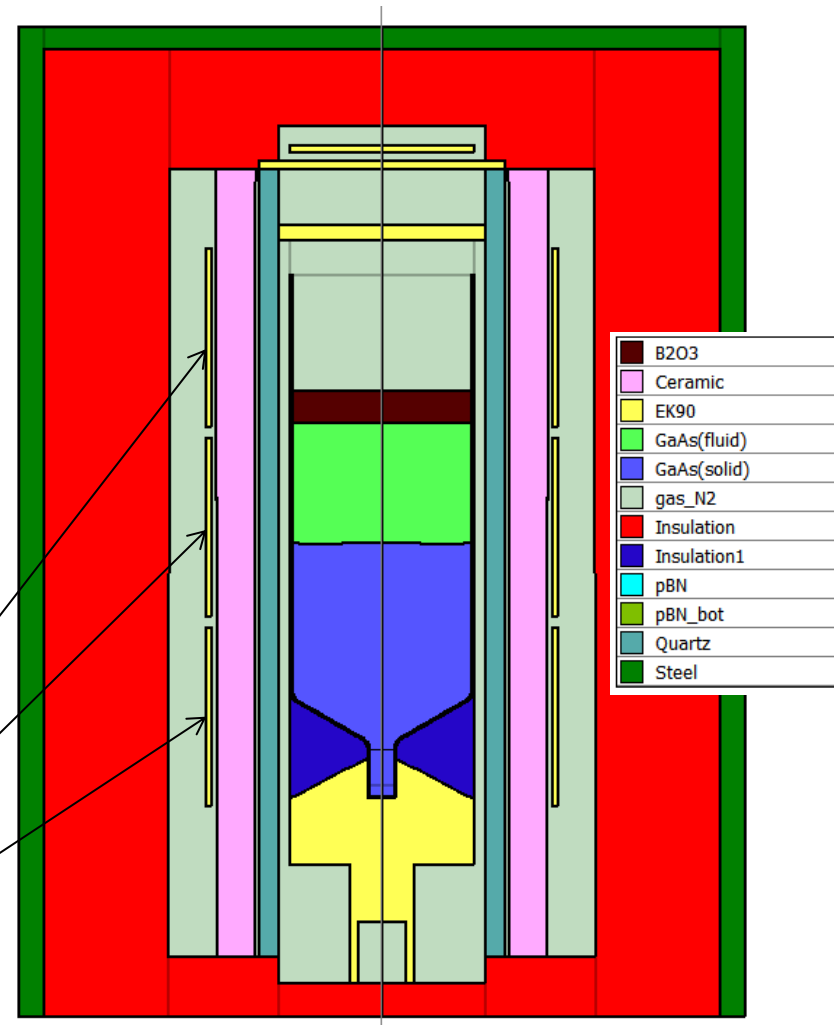 B2O3
Ceramic
EK90
GaAs(fluid)
GaAs(solid)
gas_N2
Insulation
Insulation1
pBN
pBN_bot
Quartz
Steel